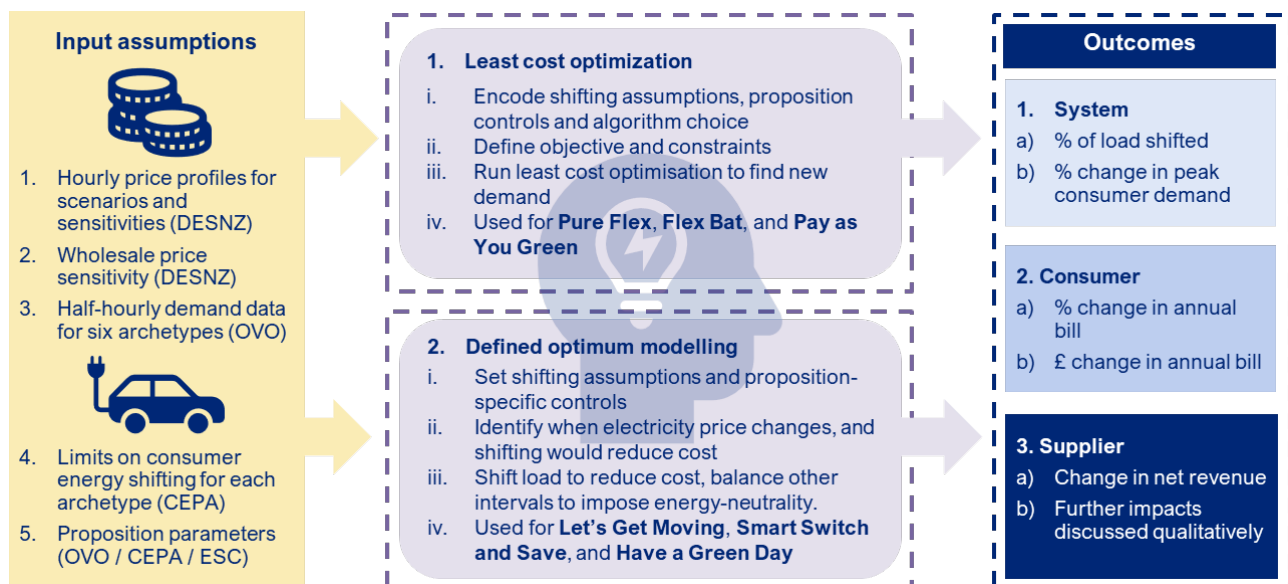 Input assumptions
1. Hourly price profiles for
scenarios and
sensitivities (DESNZ)
2. Wholesale price
sensitivity (DESNZ)
3. Half-hourly demand data
for six archetypes (OVO)
4. Limits on consumer
energy shifting for each
archetype (CEPA)
5. Proposition parameters
(OVO / CEPA / ESC)
1. Least cost optimization
i. Encode shifting assumptions, proposition
controls and algorithm choice
ii. Define objective and constraints
iii. Run least cost optimisation to find new
demand
iv. Used for Pure Flex, Flex Bat, and Pay as
You Green
2. Defined optimum modelling
i. Set shifting assumptions and proposition-
specific controls
ii. Identify when electricity price changes, and
shifting would reduce cost
iii. Shift load to reduce cost, balance other
intervals to impose energy-neutrality.
iv. Used for Let's Get Moving, Smart Switch
and Save, and Have a Green Day
Outcomes
1. System
a) % of load shifted
b) % change in peak
consumer demand
2. Consumer
a) % change in annual
bill
b) £ change in annual bill
3. Supplier
a) Change in net revenue
b) Further impacts
discussed qualitatively